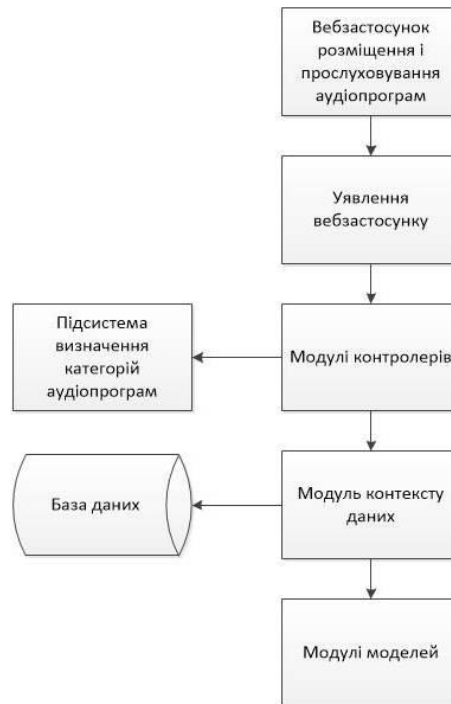 Вебзастосунок
розміщення і
прослуховування
аудіопрограм
Уявлення
вебзастосунку
Підсистема
визначення
категорій
аудіопрограм
Модулі контролерів
База даних
Модуль контексту
даних
Модулі моделей